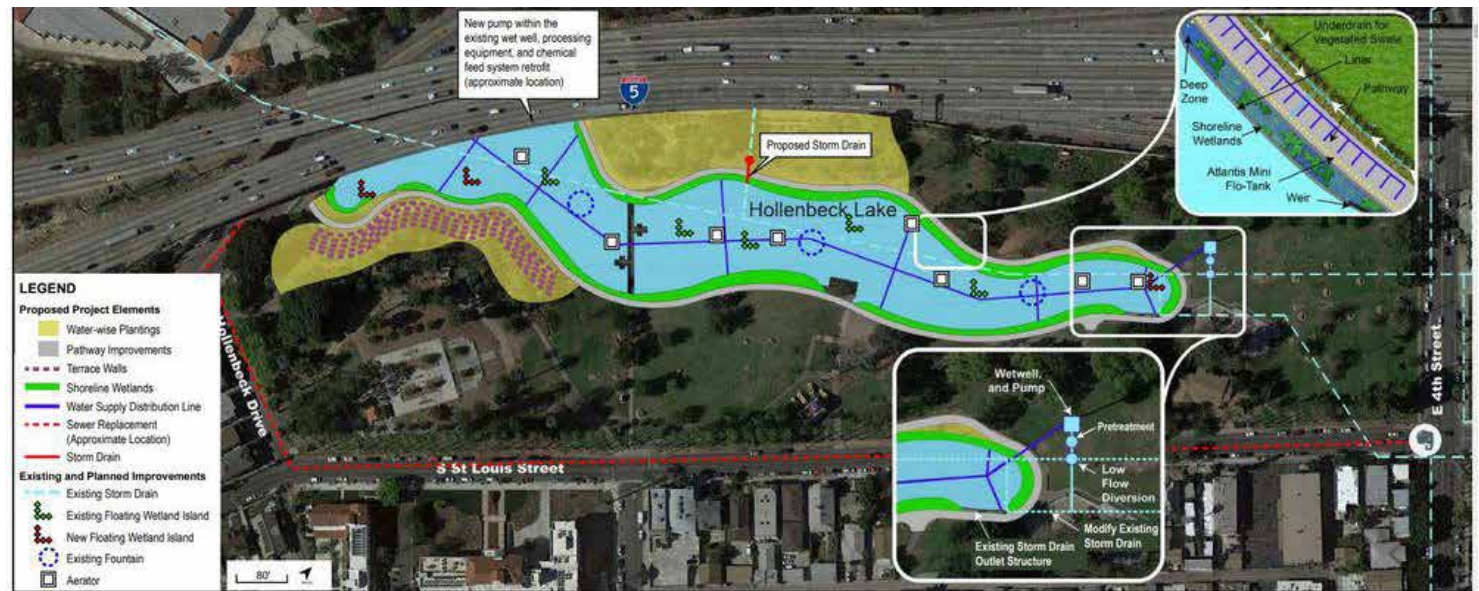 New pump within the
existing wet well, processing
equipment, and chemical
feed system retrofit
(approximate location)
5
Proposed Storm Drain
Hollenbeck Lake
Underdrain for
Vegetated Swale
Liner
Pathway
Deep
Zone
Shoreline
Wetlands
Atlantis Mini
Flo-Tank
Weir
LEGEND
Proposed Project Elements
Water-wise Plantings
Pathway Improvements
Terrace Walls
Shoreline Wetlands
Water Supply Distribution Line
Sewer Replacement
(Approximate Location)
Storm Drain
Existing and Planned Improvements
Existing Storm Drain
Existing Floating Wetland Island
New Floating Wetland Island
Existing Fountain
Aerator
80'
Hollenbeck Drive
S St Louis Street
E 4th Street
Wetwell,
and Pump
Pretreatment
Low
Flow
Diversion
Modify Existing
Storm Drain
Existing Storm Drain
Outlet Structure